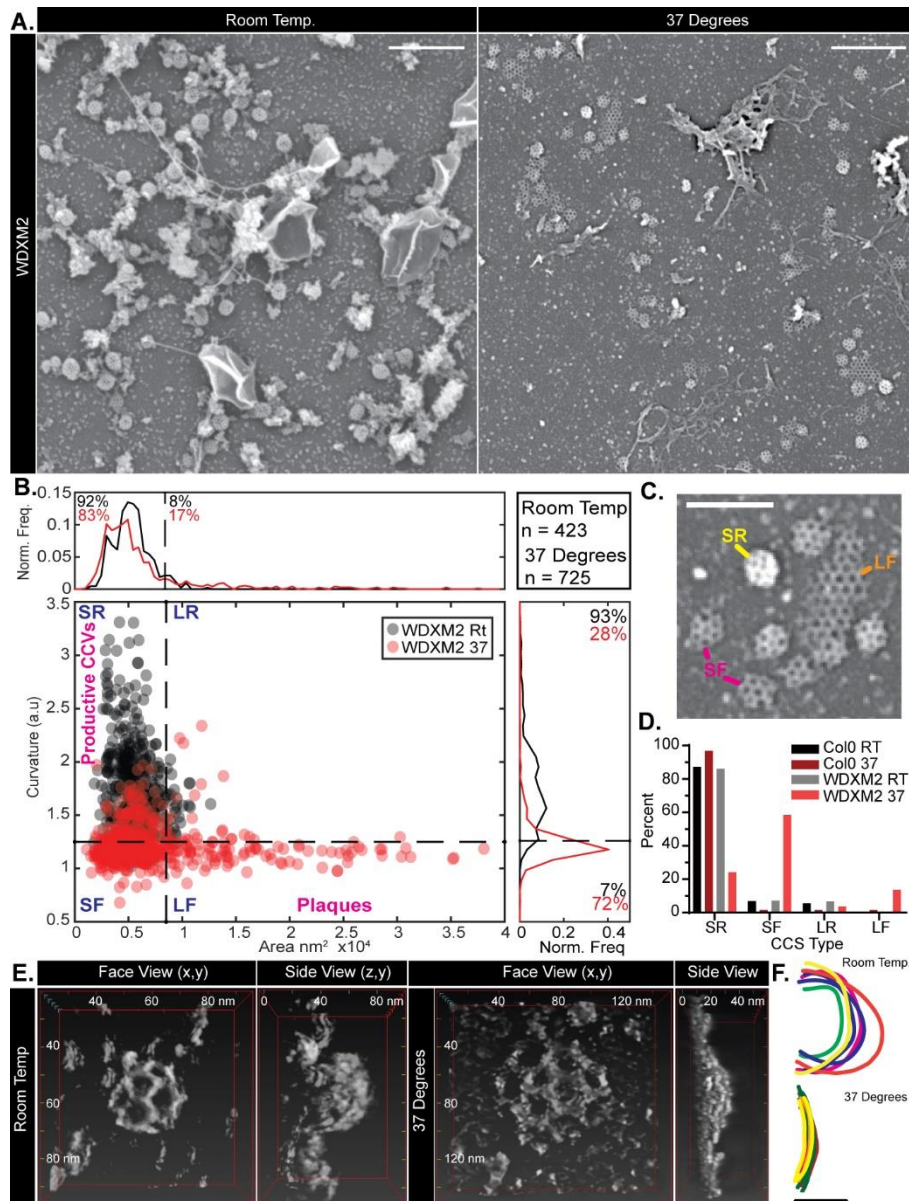 A.
Room Temp.
37 Degrees
WDXM2
B.
Norm. Freq.
0.15
0.1
0.05
0
92%
83%
8%
17%
Room Temp
n = 423
37 Degrees
n = 725
C.
SR
LF
SF
Curvature (a.u)
3.5
3
2.5
2
1.5
1
0.5
SR
LR
Productive CCVs
WDXM2 Rt
WDXM2 37
SF
LF
Plaques
0
0.5
1.0
1.5
2.0
2.5
3.0
3.5
4.0
Area nm² x10⁴
93%
28%
7%
72%
0
0.2
0.4
Norm. Freq
D.
Percent
100
80
60
40
20
0
Col0 RT
Col0 37
WDXM2 RT
WDXM2 37
SR SF LR LF
CCS Type
E.
Face View (x,y)
Side View (z,y)
Face View (x,y)
Side View
Room Temp
40 60 80 nm
40
60
80 nm
0 40 80 nm
37 Degrees
40 80 120 nm
40
80
120 nm
0 20 40 nm
F.
Room Temp.
37 Degrees